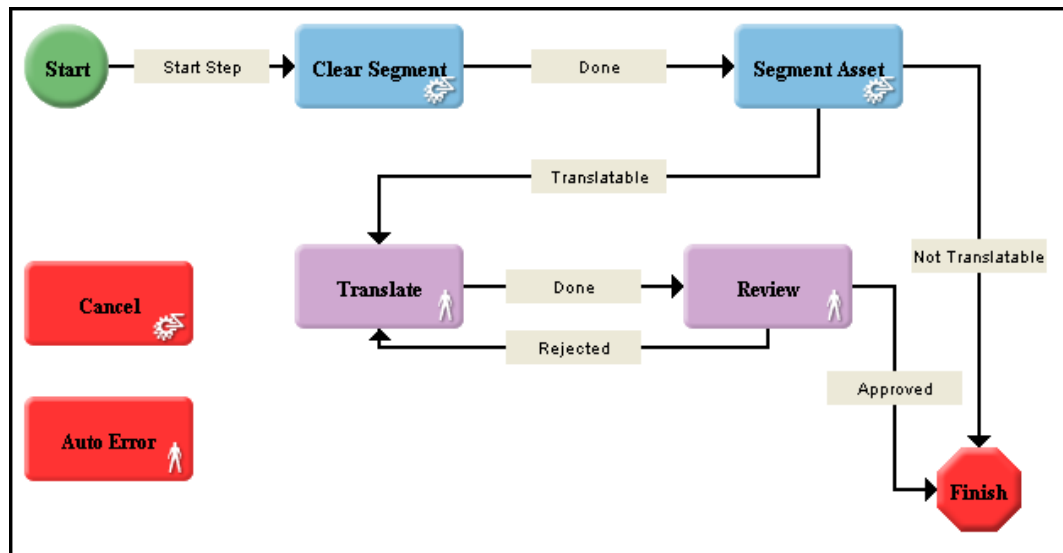 Start
Start Step
Clear Segment
Done
Segment Asset
Translatable
Not Translatable
Cancel
Translate
Done
Review
Rejected
Approved
Auto Error
Finish